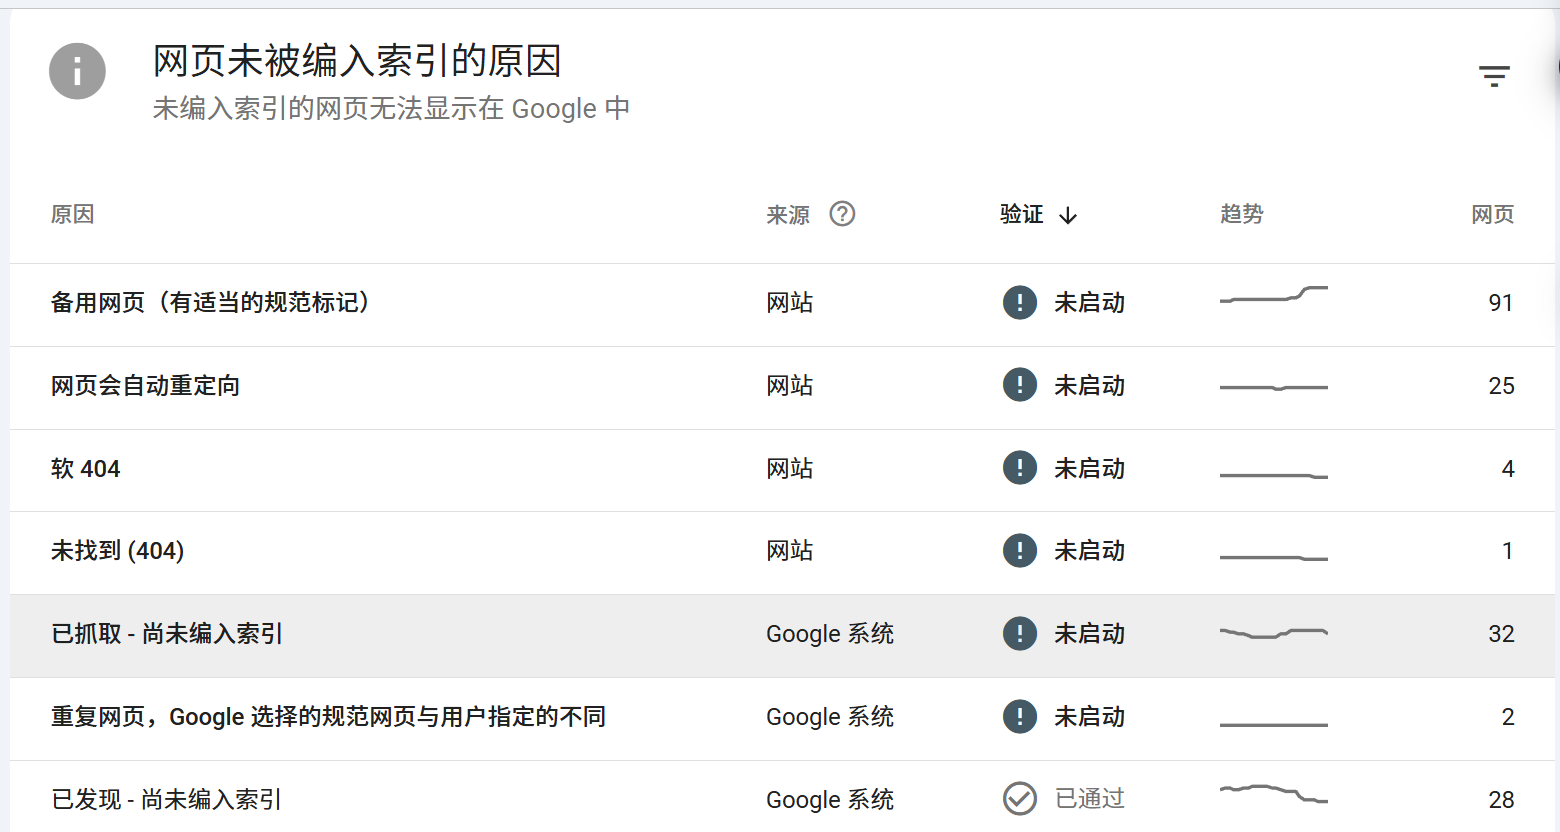 网页未被编入索引的原因
未编入索引的网页无法显示在 Google 中
原因 来源 验证 趋势 网页
备用网页（有适当的规范标记） 网站 未启动 91
网页会自动重定向 网站 未启动 25
软 404 网站 未启动 4
未找到 (404) 网站 未启动 1
已抓取 - 尚未编入索引 Google 系统 未启动 32
重复网页，Google 选择的规范网页与用户指定的不同 Google 系统 未启动 2
已发现 - 尚未编入索引 Google 系统 已通过 28